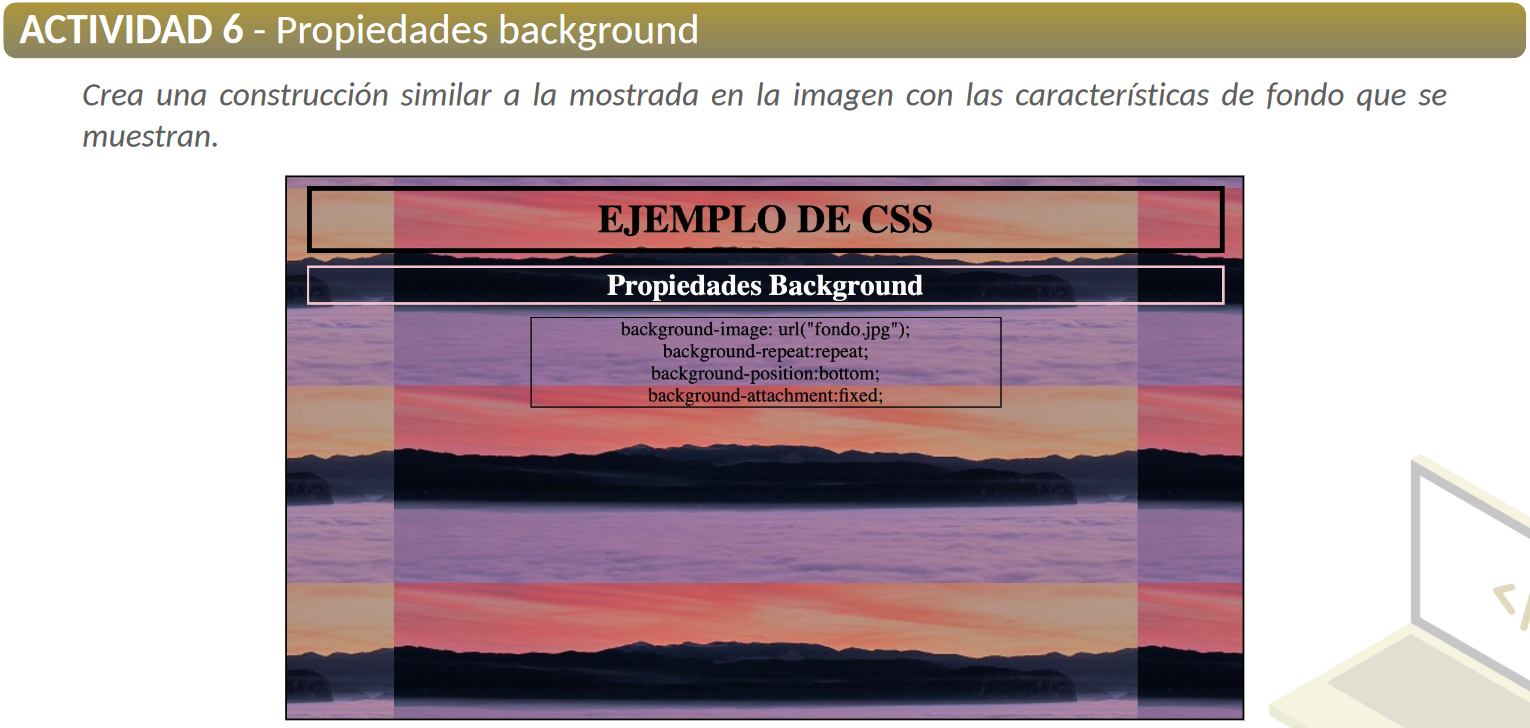 ACTIVIDAD 6 - Propiedades background
Crea una construcción similar a la mostrada en la imagen con las características de fondo que se
muestran.
EJEMPLO DE CSS
Propiedades Background
background-image: url("fondo.jpg");
background-repeat:repeat;
background-position:bottom;
background-attachment:fixed;